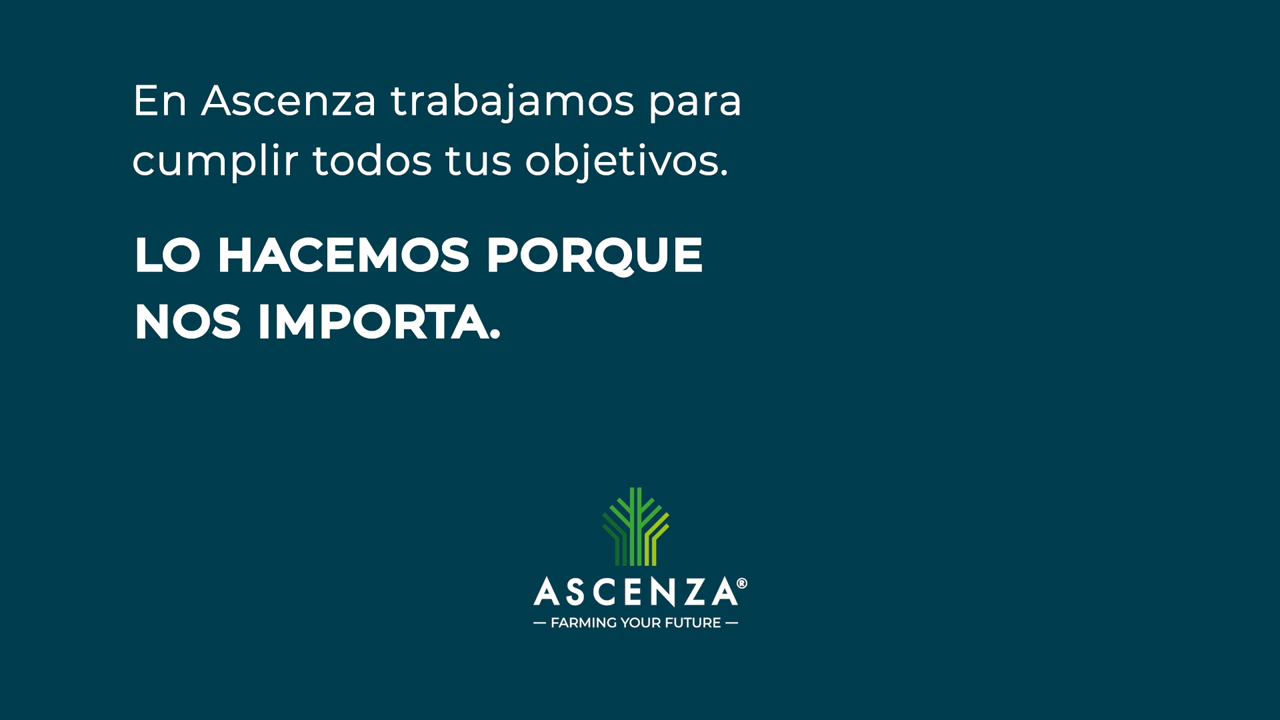 En Ascenza trabajamos para
cumplir todos tus objetivos.
LO HACEMOS PORQUE
NOS IMPORTA.
ASCENZA®
— FARMING YOUR FUTURE —